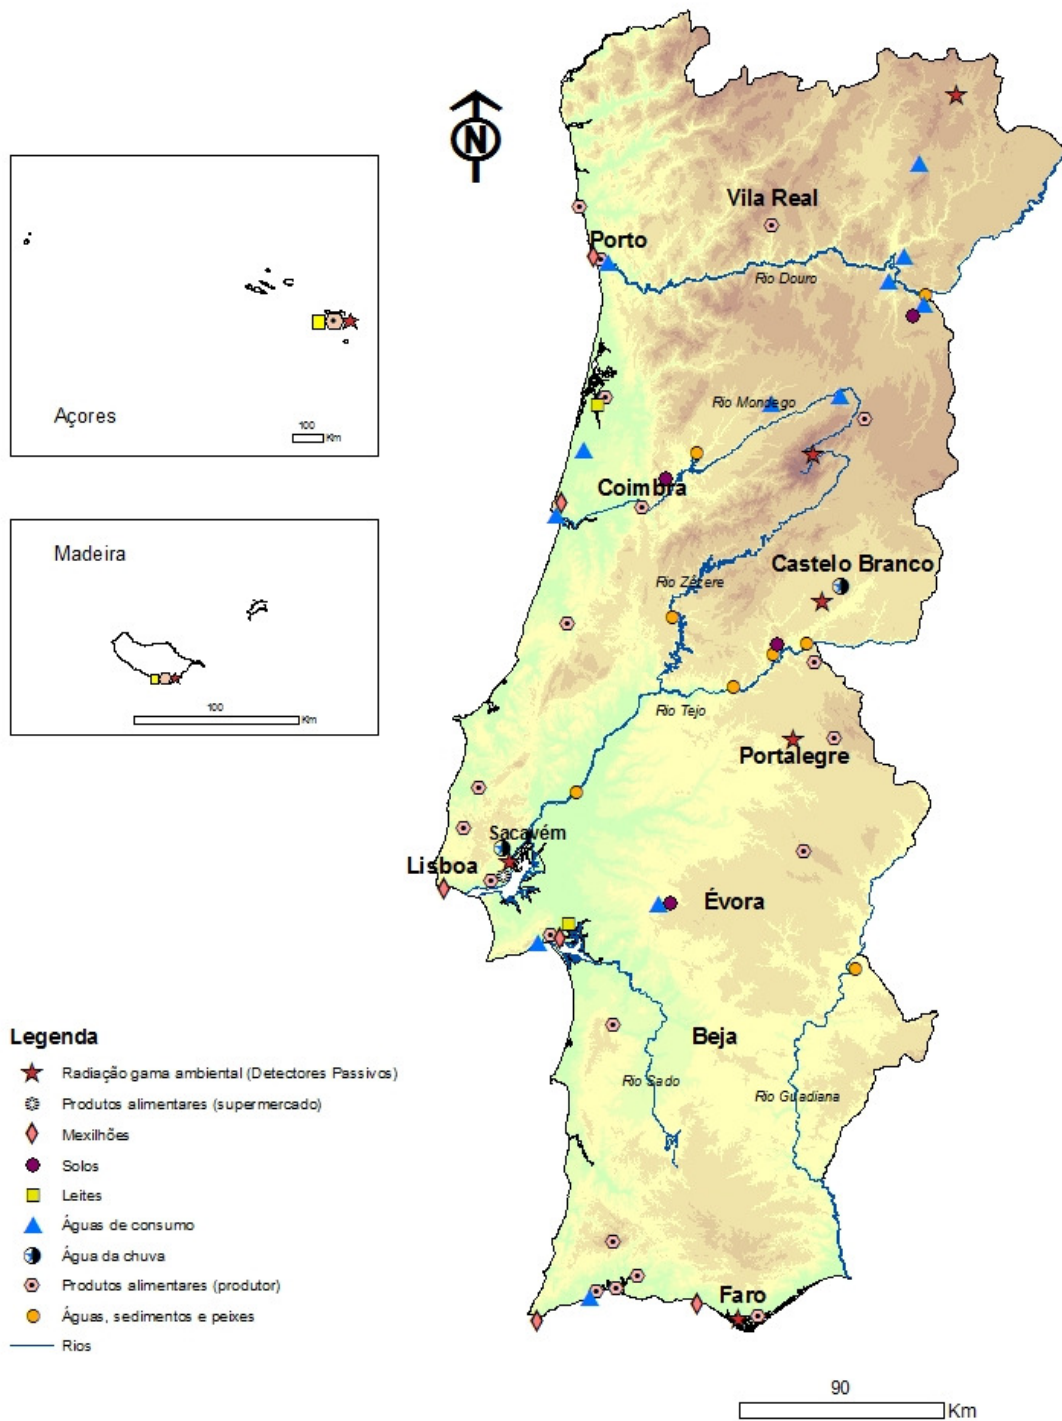 N
Vila Real
Porto
Rio Douro
Açores
100
Km
Rio Mondego
Coimbra
Madeira
100
Km
Castelo Branco
Rio Zêzere
Rio Tejo
Portalegre
Sacavém
Lisboa
Évora
Beja
Rio Sado
Rio Guadiana
Faro
Legenda
Radiação gama ambiental (Detectores Passivos)
Produtos alimentares (supermercado)
Mexilhões
Solos
Leites
Águas de consumo
Água da chuva
Produtos alimentares (produtor)
Águas, sedimentos e peixes
Rios
90
Km